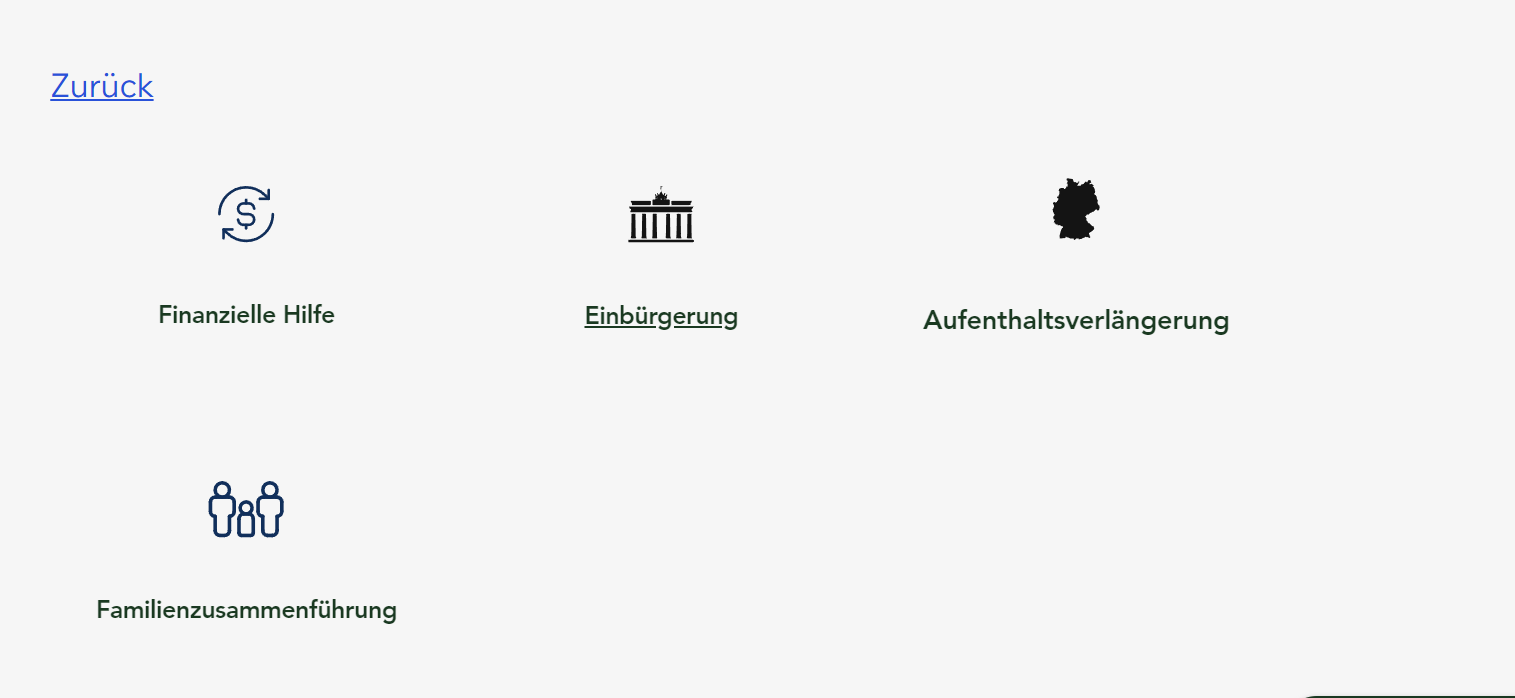 Zurück
Finanzielle Hilfe
Einbürgerung
Aufenthaltsverlängerung
Familienzusammenführung